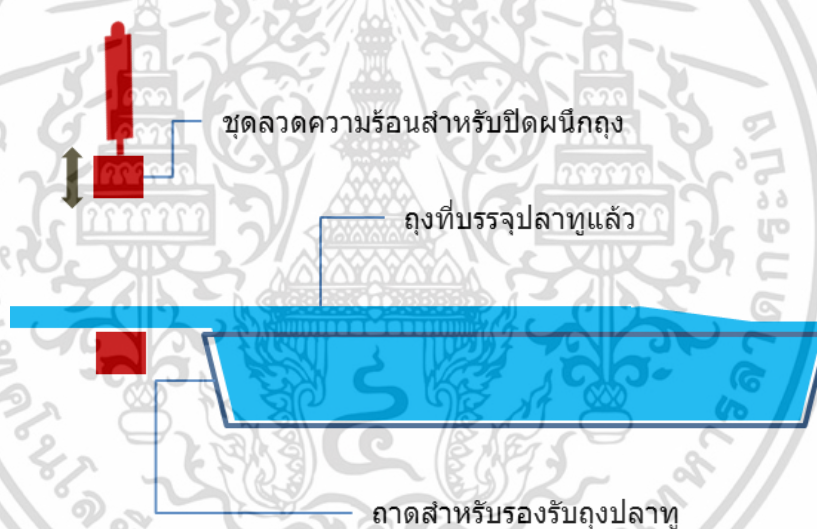 ชุดลวดความร้อนสำหรับปิดผนึกถุง
ถุงที่บรรจุปลาทูแล้ว
ถาดสำหรับรองรับถุงปลาทู